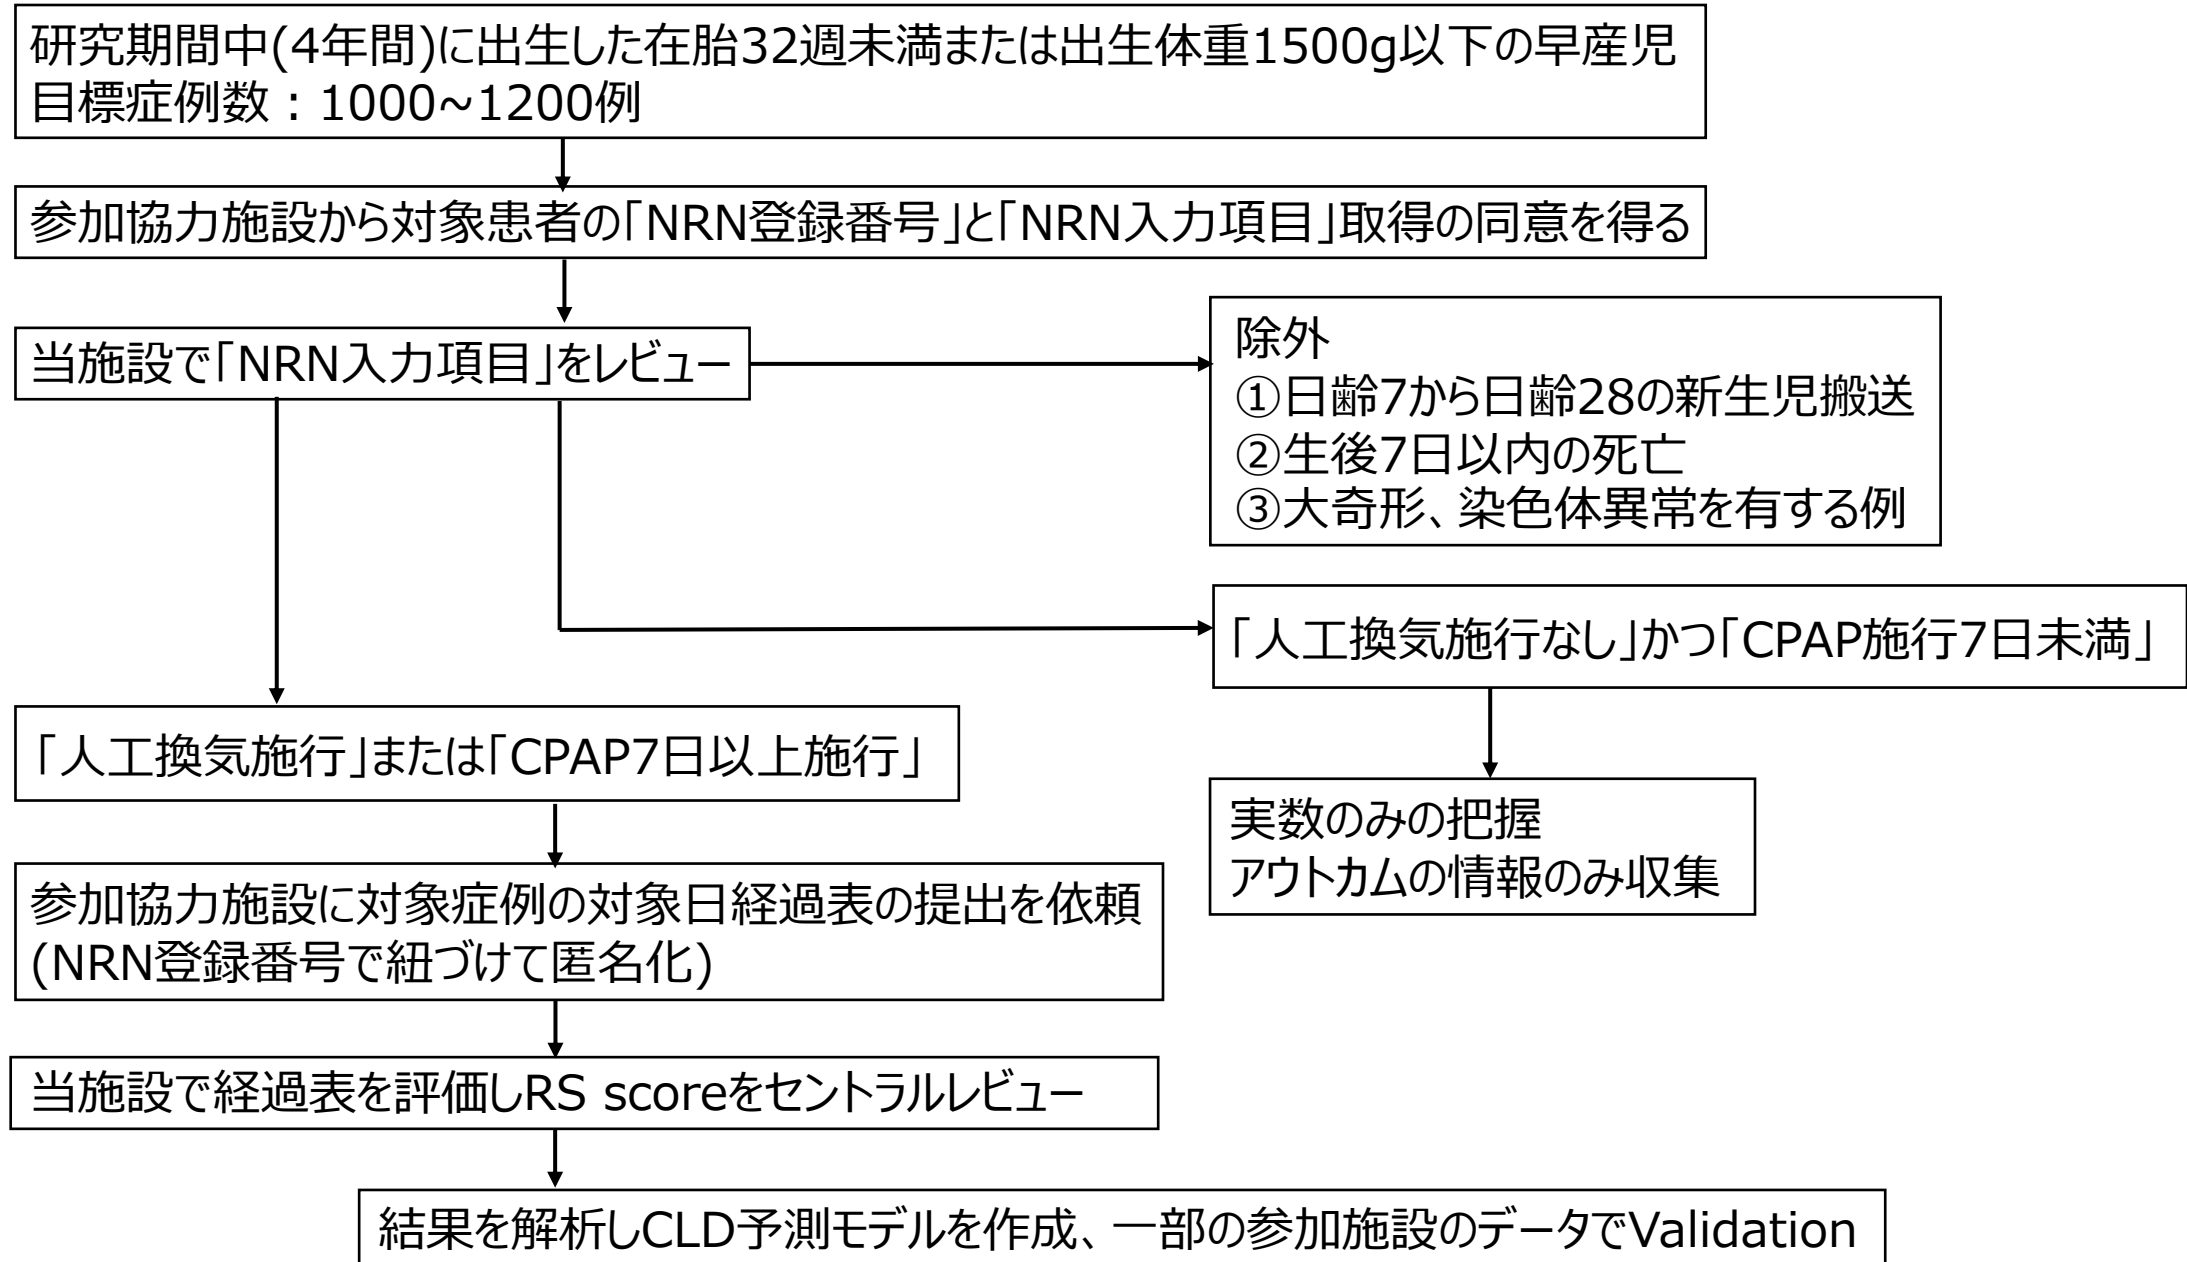 研究期間中(4年間)に出生した在胎32週未満または出生体重1500g以下の早産児
目標症例数：1000~1200例
参加協力施設から対象患者の「NRN登録番号」と「NRN入力項目」取得の同意を得る
当施設で「NRN入力項目」をレビュー
除外
①日齢7から日齢28の新生児搬送
②生後7日以内の死亡
③大奇形、染色体異常を有する例
「人工換気施行なし」かつ「CPAP施行7日未満」
「人工換気施行」または「CPAP7日以上施行」
実数のみの把握
アウトカムの情報のみ収集
参加協力施設に対象症例の対象日経過表の提出を依頼
(NRN登録番号で紐づけて匿名化)
当施設で経過表を評価しRS scoreをセントラルレビュー
結果を解析しCLD予測モデルを作成、一部の参加施設のデータでValidation